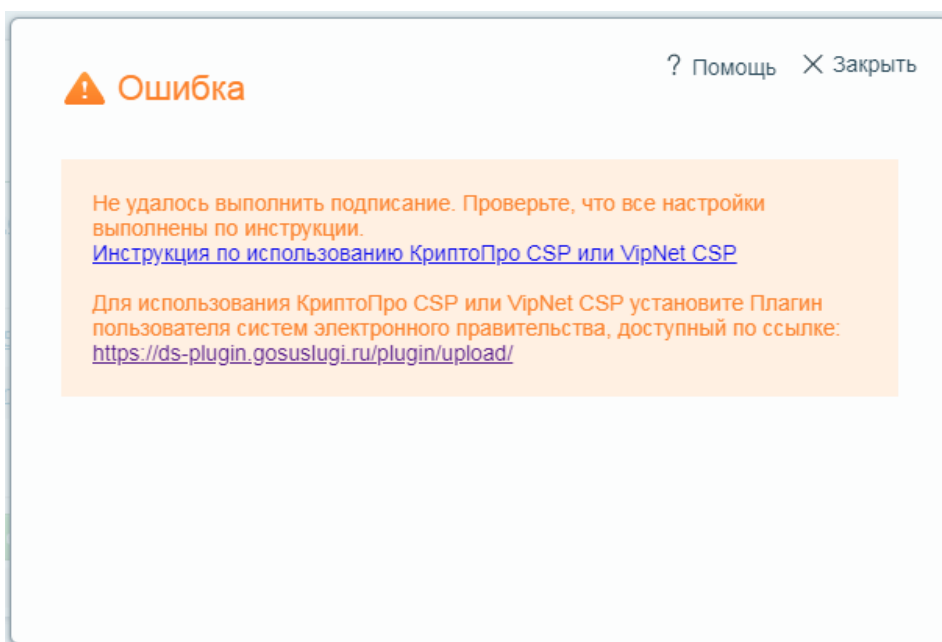 ? Помощь
Закрыть
Ошибка
Не удалось выполнить подписание. Проверьте, что все настройки
выполнены по инструкции.
Инструкция по использованию КриптоПро CSP или VipNet CSP
Для использования КриптоПро CSP или VipNet CSP установите Плагин
пользователя систем электронного правительства, доступный по ссылке:
https://ds-plugin.gosuslugi.ru/plugin/upload/